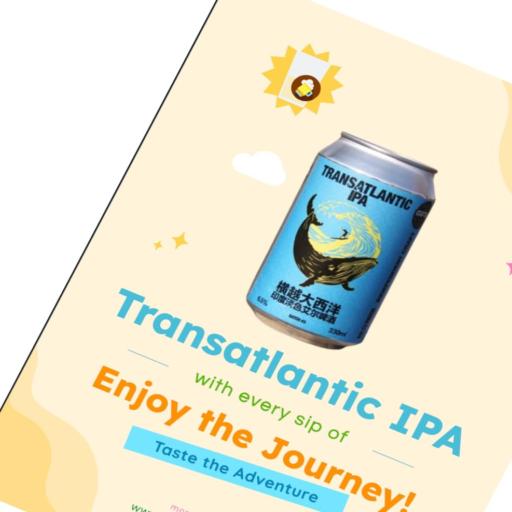 TRANSATLANTIC
IPA
横越大西洋
印度淡色艾尔啤酒
330ml
Transatlantic IPA
with every sip of
Enjoy the Journey!
Taste the Adventure